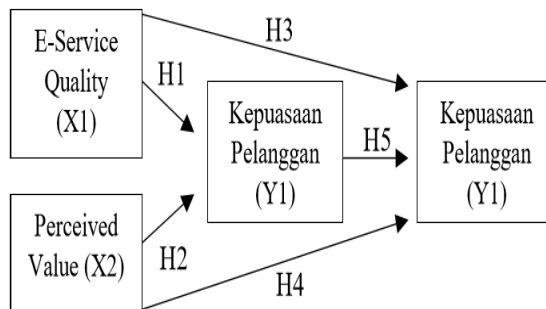 E-Service
Quality
(X1)
H1
H3
Kepuasaan
Pelanggan
(Y1)
H5
Kepuasaan
Pelanggan
(Y1)
Perceived
Value (X2)
H2
H4